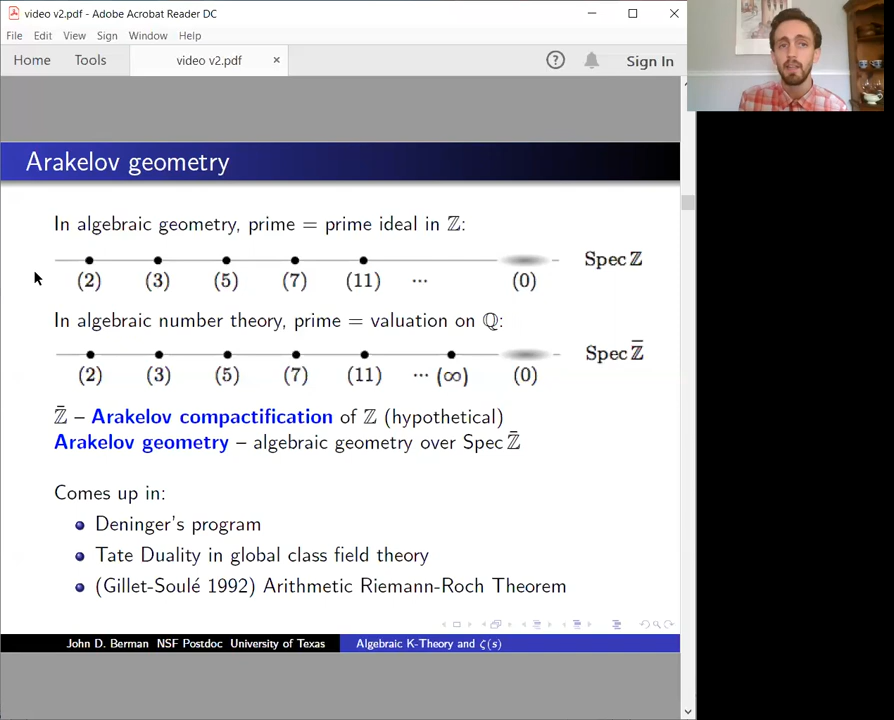 video v2.pdf - Adobe Acrobat Reader DC
File Edit View Sign Window Help
Home Tools video v2.pdf × ? Sign In
Arakelov geometry
In algebraic geometry, prime = prime ideal in ℤ:
(2) (3) (5) (7) (11) ··· (0) Spec ℤ
In algebraic number theory, prime = valuation on ℚ:
(2) (3) (5) (7) (11) ··· (∞) (0) Spec ℤ̄
ℤ̄ – Arakelov compactification of ℤ (hypothetical)
Arakelov geometry – algebraic geometry over Spec ℤ̄
Comes up in:
Deninger's program
Tate Duality in global class field theory
(Gillet-Soulé 1992) Arithmetic Riemann-Roch Theorem
John D. Berman NSF Postdoc University of Texas Algebraic K-Theory and ζ(s)